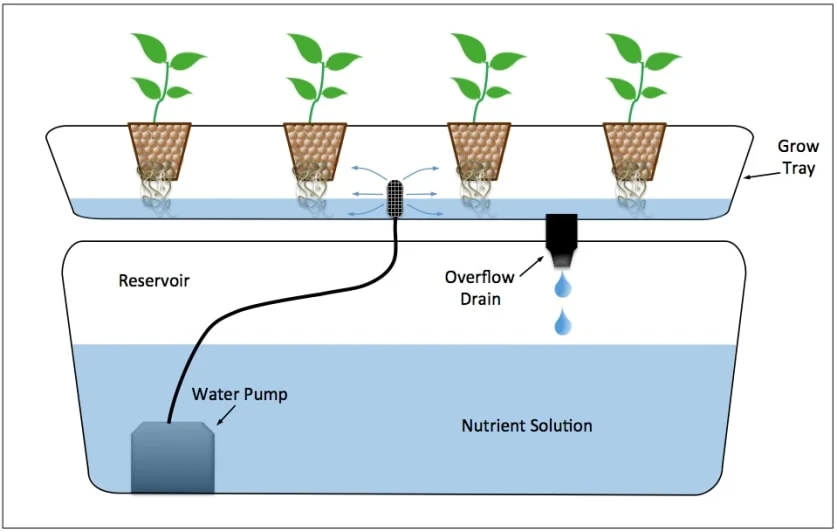 Grow
Tray
Reservoir
Overflow
Drain
Water Pump
Nutrient Solution